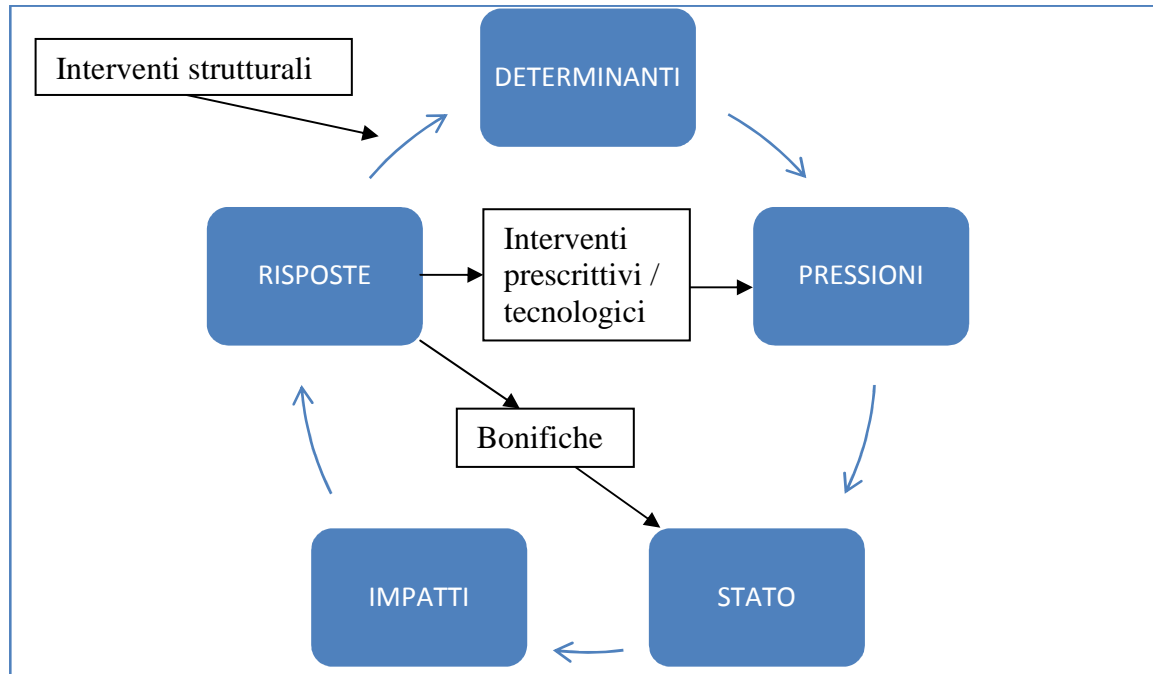 Interventi strutturali
DETERMINANTI
RISPOSTE
Interventi
prescrittivi /
tecnologici
PRESSIONI
Bonifiche
IMPATTI
STATO